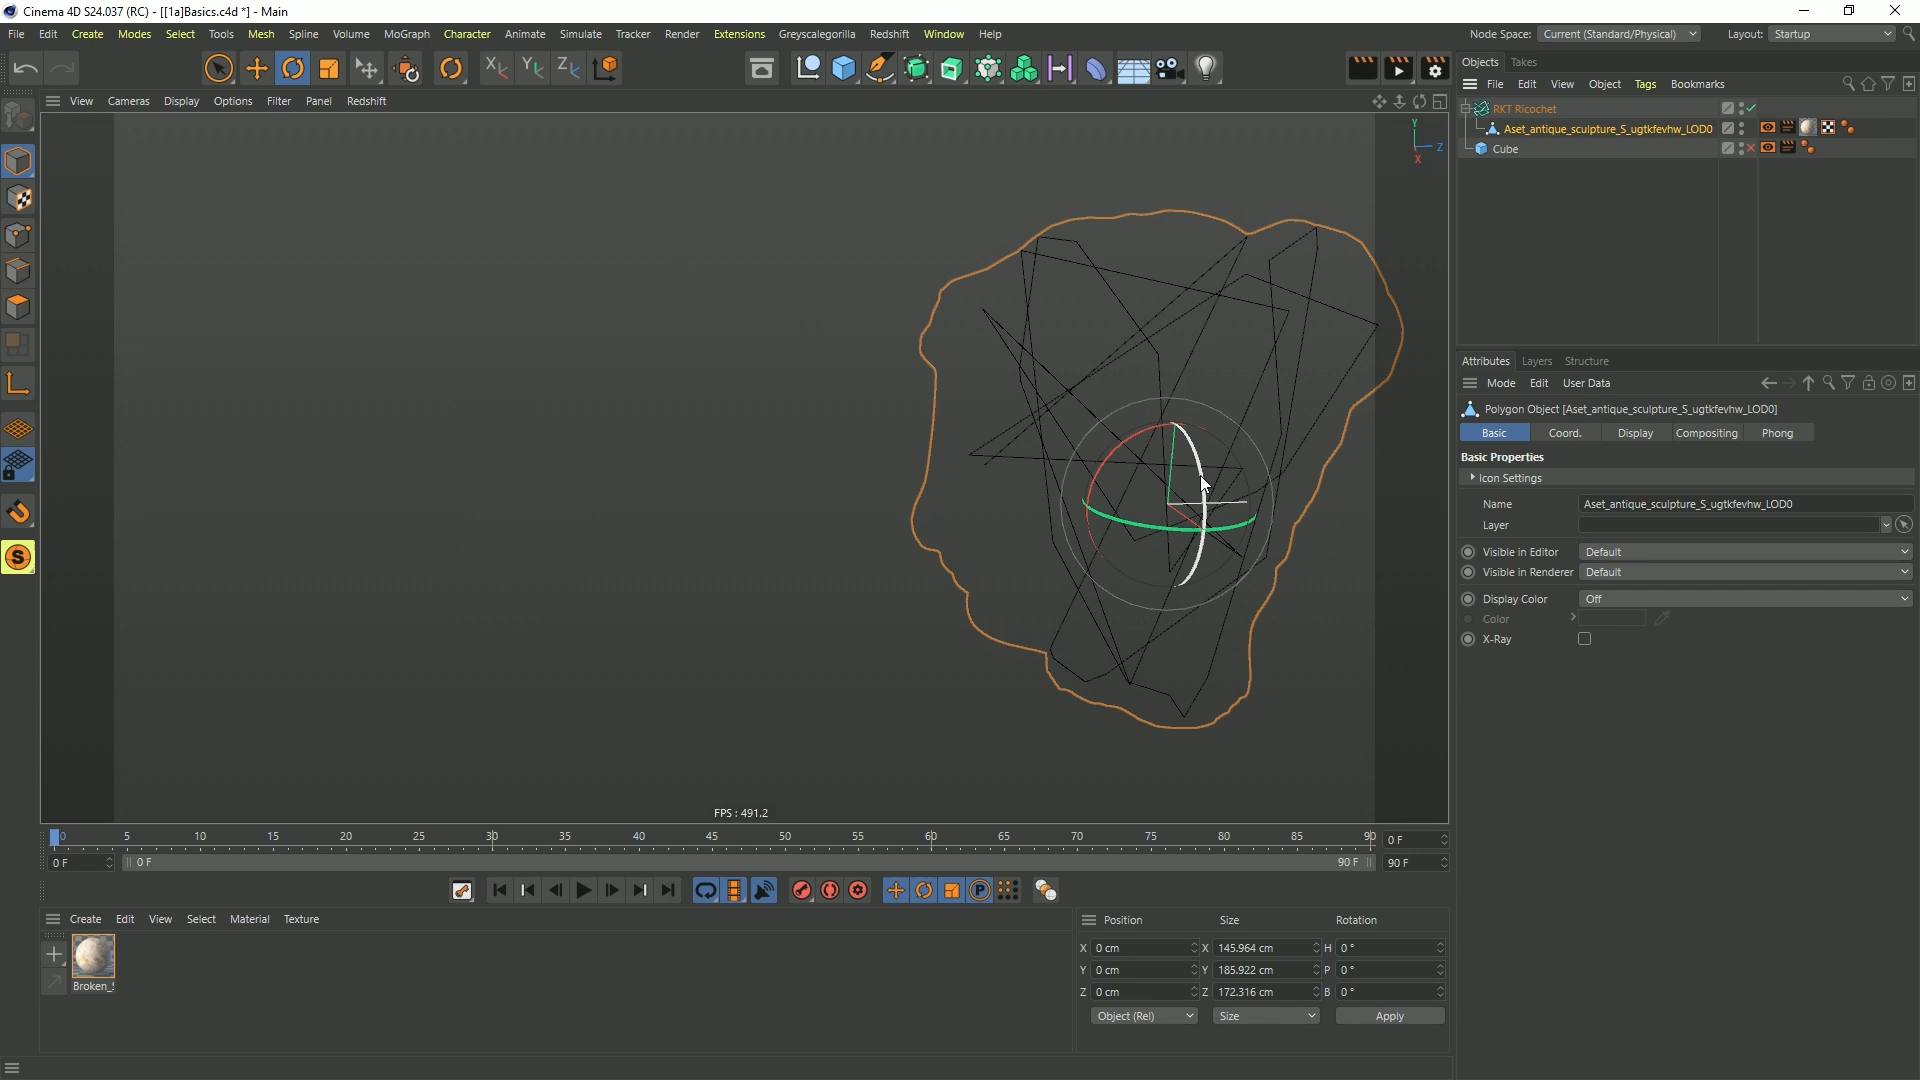 Cinema 4D S24.037 (RC) - [[1a]Basics.c4d *] - Main
File Edit Create Modes Select Tools Mesh Spline Volume MoGraph Character Animate Simulate Tracker Render Extensions Greyscalegorilla Redshift Window Help
Node Space: Current (Standard/Physical) Layout: Startup
X Y Z
Objects Takes
File Edit View Object Tags Bookmarks
View Cameras Display Options Filter Panel Redshift
RKT Ricochet
Aset_antique_sculpture_S_ugtkfevhw_LOD0
Cube
Y
Z
X
Attributes Layers Structure
Mode Edit User Data
Polygon Object [Aset_antique_sculpture_S_ugtkfevhw_LOD0]
Basic Coord. Display Compositing Phong
Basic Properties
Icon Settings
Name Aset_antique_sculpture_S_ugtkfevhw_LOD0
Layer
Visible in Editor Default
Visible in Renderer Default
Display Color Off
Color
X-Ray
S
FPS : 491.2
0 5 10 15 20 25 30 35 40 45 50 55 60 65 70 75 80 85 90 0 F
0 F 0 F 90 F 90 F
P
Create Edit View Select Material Texture
Broken_S
Position Size Rotation
X 0 cm X 145.964 cm H 0 °
Y 0 cm Y 185.922 cm P 0 °
Z 0 cm Z 172.316 cm B 0 °
Object (Rel) Size Apply